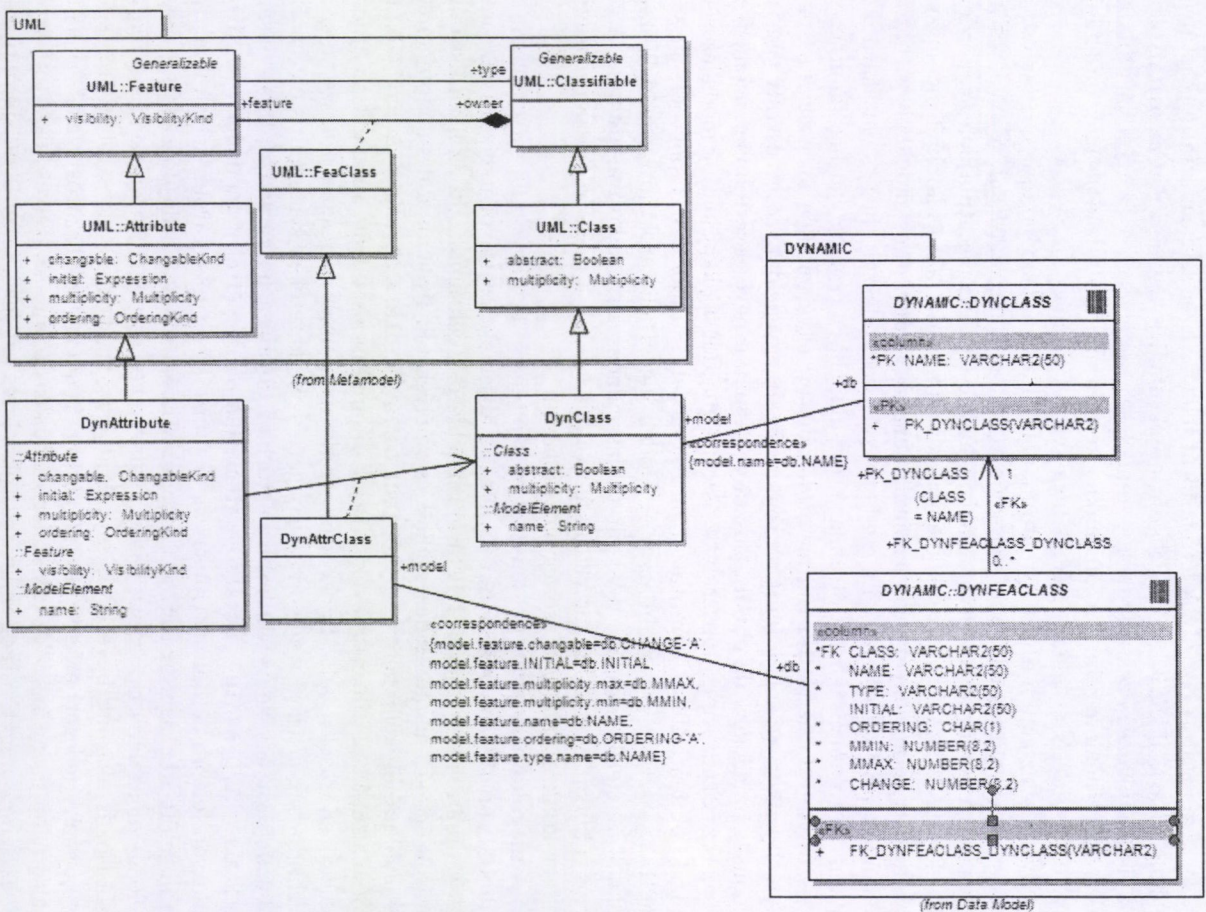 UML
Generalizable
UML::Feature
+ visibility: VisibilityKind
+type
+feature
+owner
Generalizable
UML::Classifiable
UML::FeaClass
UML::Attribute
+ changable: ChangableKind
+ initial: Expression
+ multiplicity: Multiplicity
+ ordering: OrderingKind
UML::Class
+ abstract: Boolean
+ multiplicity: Multiplicity
(from Metamodel)
DynAttribute
::Attribute
+ changable: ChangableKind
+ initial: Expression
+ multiplicity: Multiplicity
+ ordering: OrderingKind
::Feature
+ visibility: VisibilityKind
::ModelElement
+ name: String
DynAttrClass
DynClass
::Class
+ abstract: Boolean
+ multiplicity: Multiplicity
::ModelElement
+ name: String
+model
«correspondence»
{model.name=db.NAME}
+db
+model
«correspondence»
{model.feature.changable=db.CHANGE-'A',
model.feature.INITIAL=db.INITIAL,
model.feature.multiplicity.max=db.MMAX,
model.feature.multiplicity.min=db.MMIN,
model.feature.name=db.NAME,
model.feature.ordering=db.ORDERING-'A',
model.feature.type.name=db.NAME}
+db
DYNAMIC
DYNAMIC::DYNCLASS
«column»
*PK NAME: VARCHAR2(50)
«PK»
+ PK_DYNCLASS(VARCHAR2)
+PK_DYNCLASS 1
(CLASS
= NAME)
«FK»
+FK_DYNFEACLASS_DYNCLASS
0..*
DYNAMIC::DYNFEACLASS
«column»
*FK CLASS: VARCHAR2(50)
* NAME: VARCHAR2(50)
* TYPE: VARCHAR2(50)
INITIAL: VARCHAR2(50)
* ORDERING: CHAR(1)
* MMIN: NUMBER(8,2)
* MMAX: NUMBER(8,2)
* CHANGE: NUMBER(8,2)
«FK»
+ FK_DYNFEACLASS_DYNCLASS(VARCHAR2)
(from Data Model)